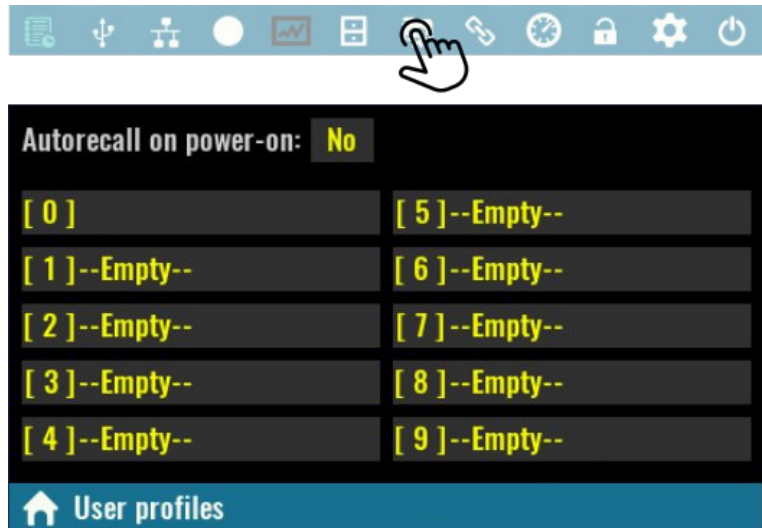 Autorecall on power-on: No
[ 0 ]
[ 1 ]--Empty--
[ 2 ]--Empty--
[ 3 ]--Empty--
[ 4 ]--Empty--
[ 5 ]--Empty--
[ 6 ]--Empty--
[ 7 ]--Empty--
[ 8 ]--Empty--
[ 9 ]--Empty--
User profiles